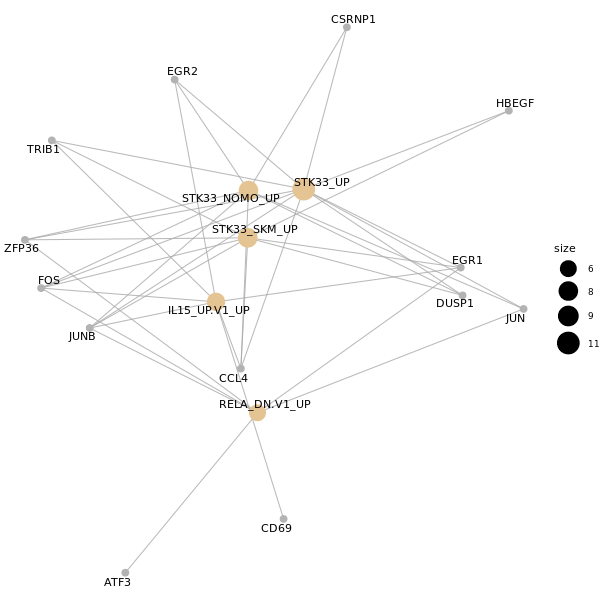 CSRNP1
EGR2
HBEGF
TRIB1
STK33_UP
STK33_NOMO_UP
STK33_SKM_UP
ZFP36
size
EGR1
6
FOS
8
DUSP1
IL15_UP.V1_UP
JUN
9
JUNB
11
CCL4
RELA_DN.V1_UP
CD69
ATF3